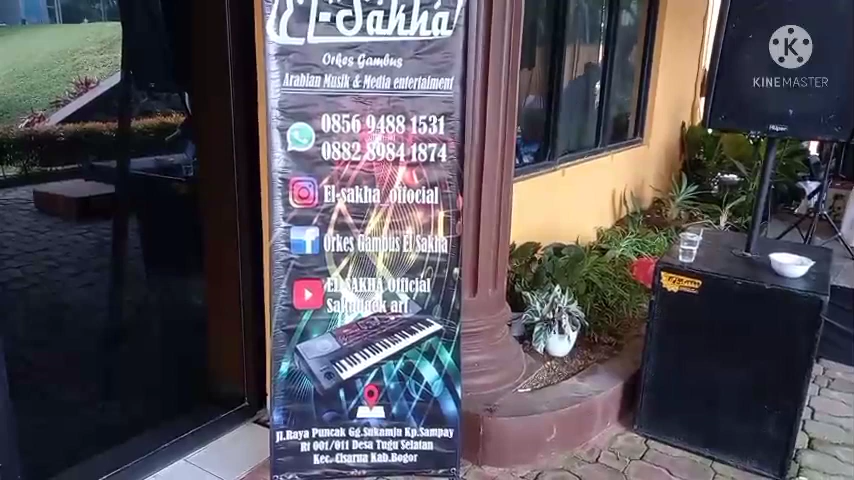 El-Sakha
Orkes Gambus
Arabian Musik & Media entertaiment
0856 9488 1531
0882 8984 1874
El-sakha_offocial
Orkes Gambus El Sakha
EL SAKHA Official
Jl.Raya Puncak Gg.Sukamju Kp.Sampay
Rt 001/011 Desa Tugu Selatan
Kec. Cisarua Kab.Bogor
KINEMASTER
Huper